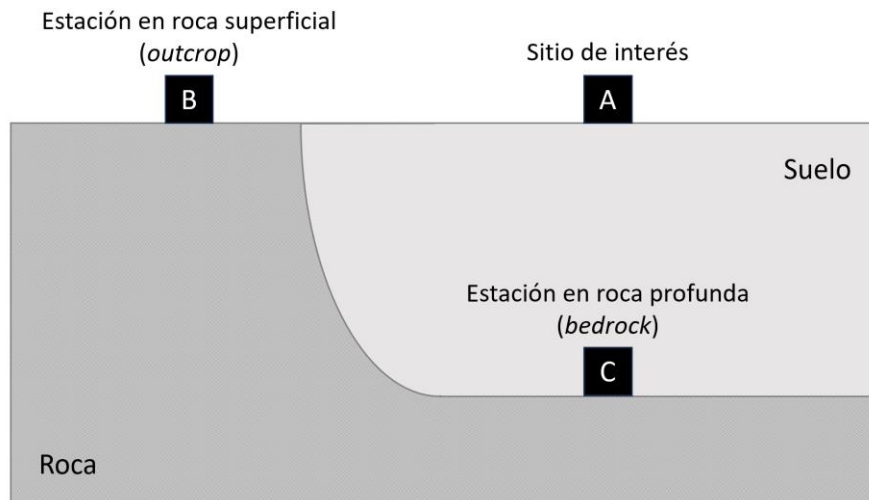 Estación en roca superficial
(outcrop)
B
Sitio de interés
A
Suelo
Estación en roca profunda
(bedrock)
C
Roca